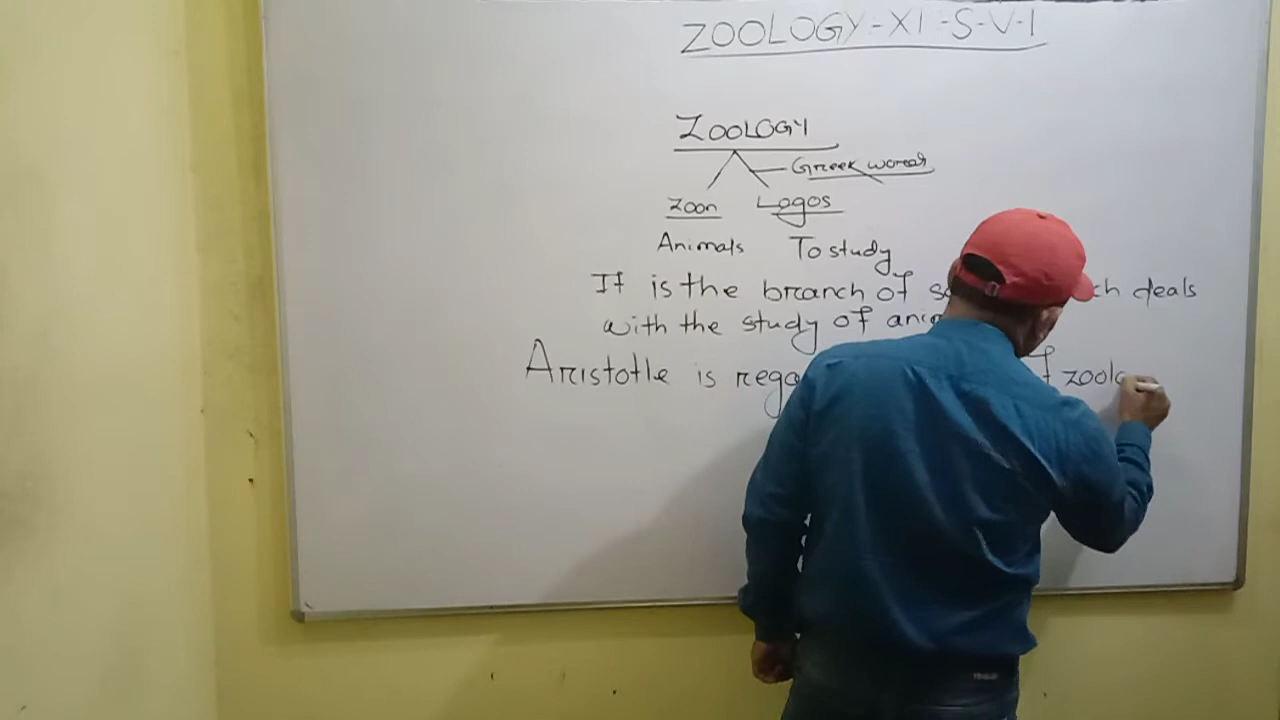 ZOOLOGY-XI-S-V-1
ZOOLOGY
Greek words
Zoon Logos
Animals To study
It is the branch of deals
with the study of
Aristotle is zoolo